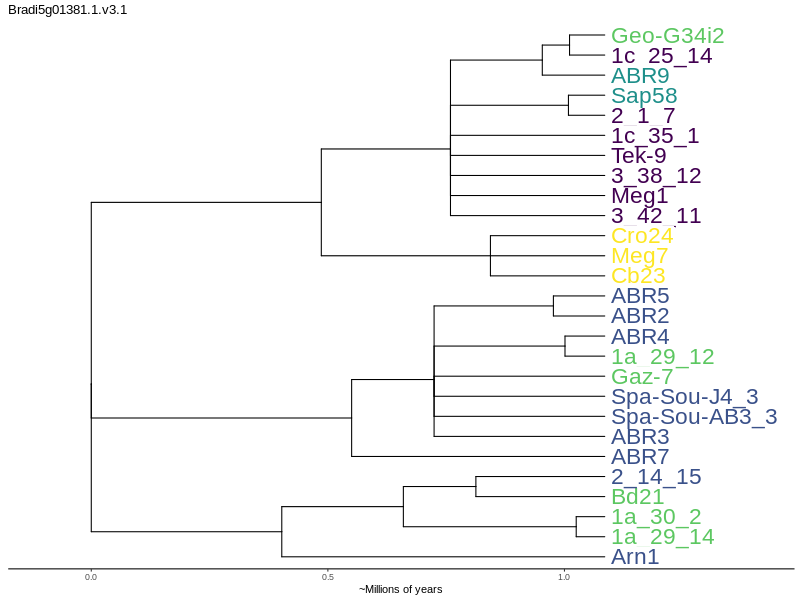 Bradi5g01381.1.v3.1
Geo-G34i2
1c_25_14
ABR9
Sap58
2_1_7
1c_35_1
Tek-9
3_38_12
Meg1
3_42_11
Cro24
Meg7
Cb23
ABR5
ABR2
ABR4
1a_29_12
Gaz-7
Spa-Sou-J4_3
Spa-Sou-AB3_3
ABR3
ABR7
2_14_15
Bd21
1a_30_2
1a_29_14
Arn1
0.0 0.5 1.0
~Millions of years